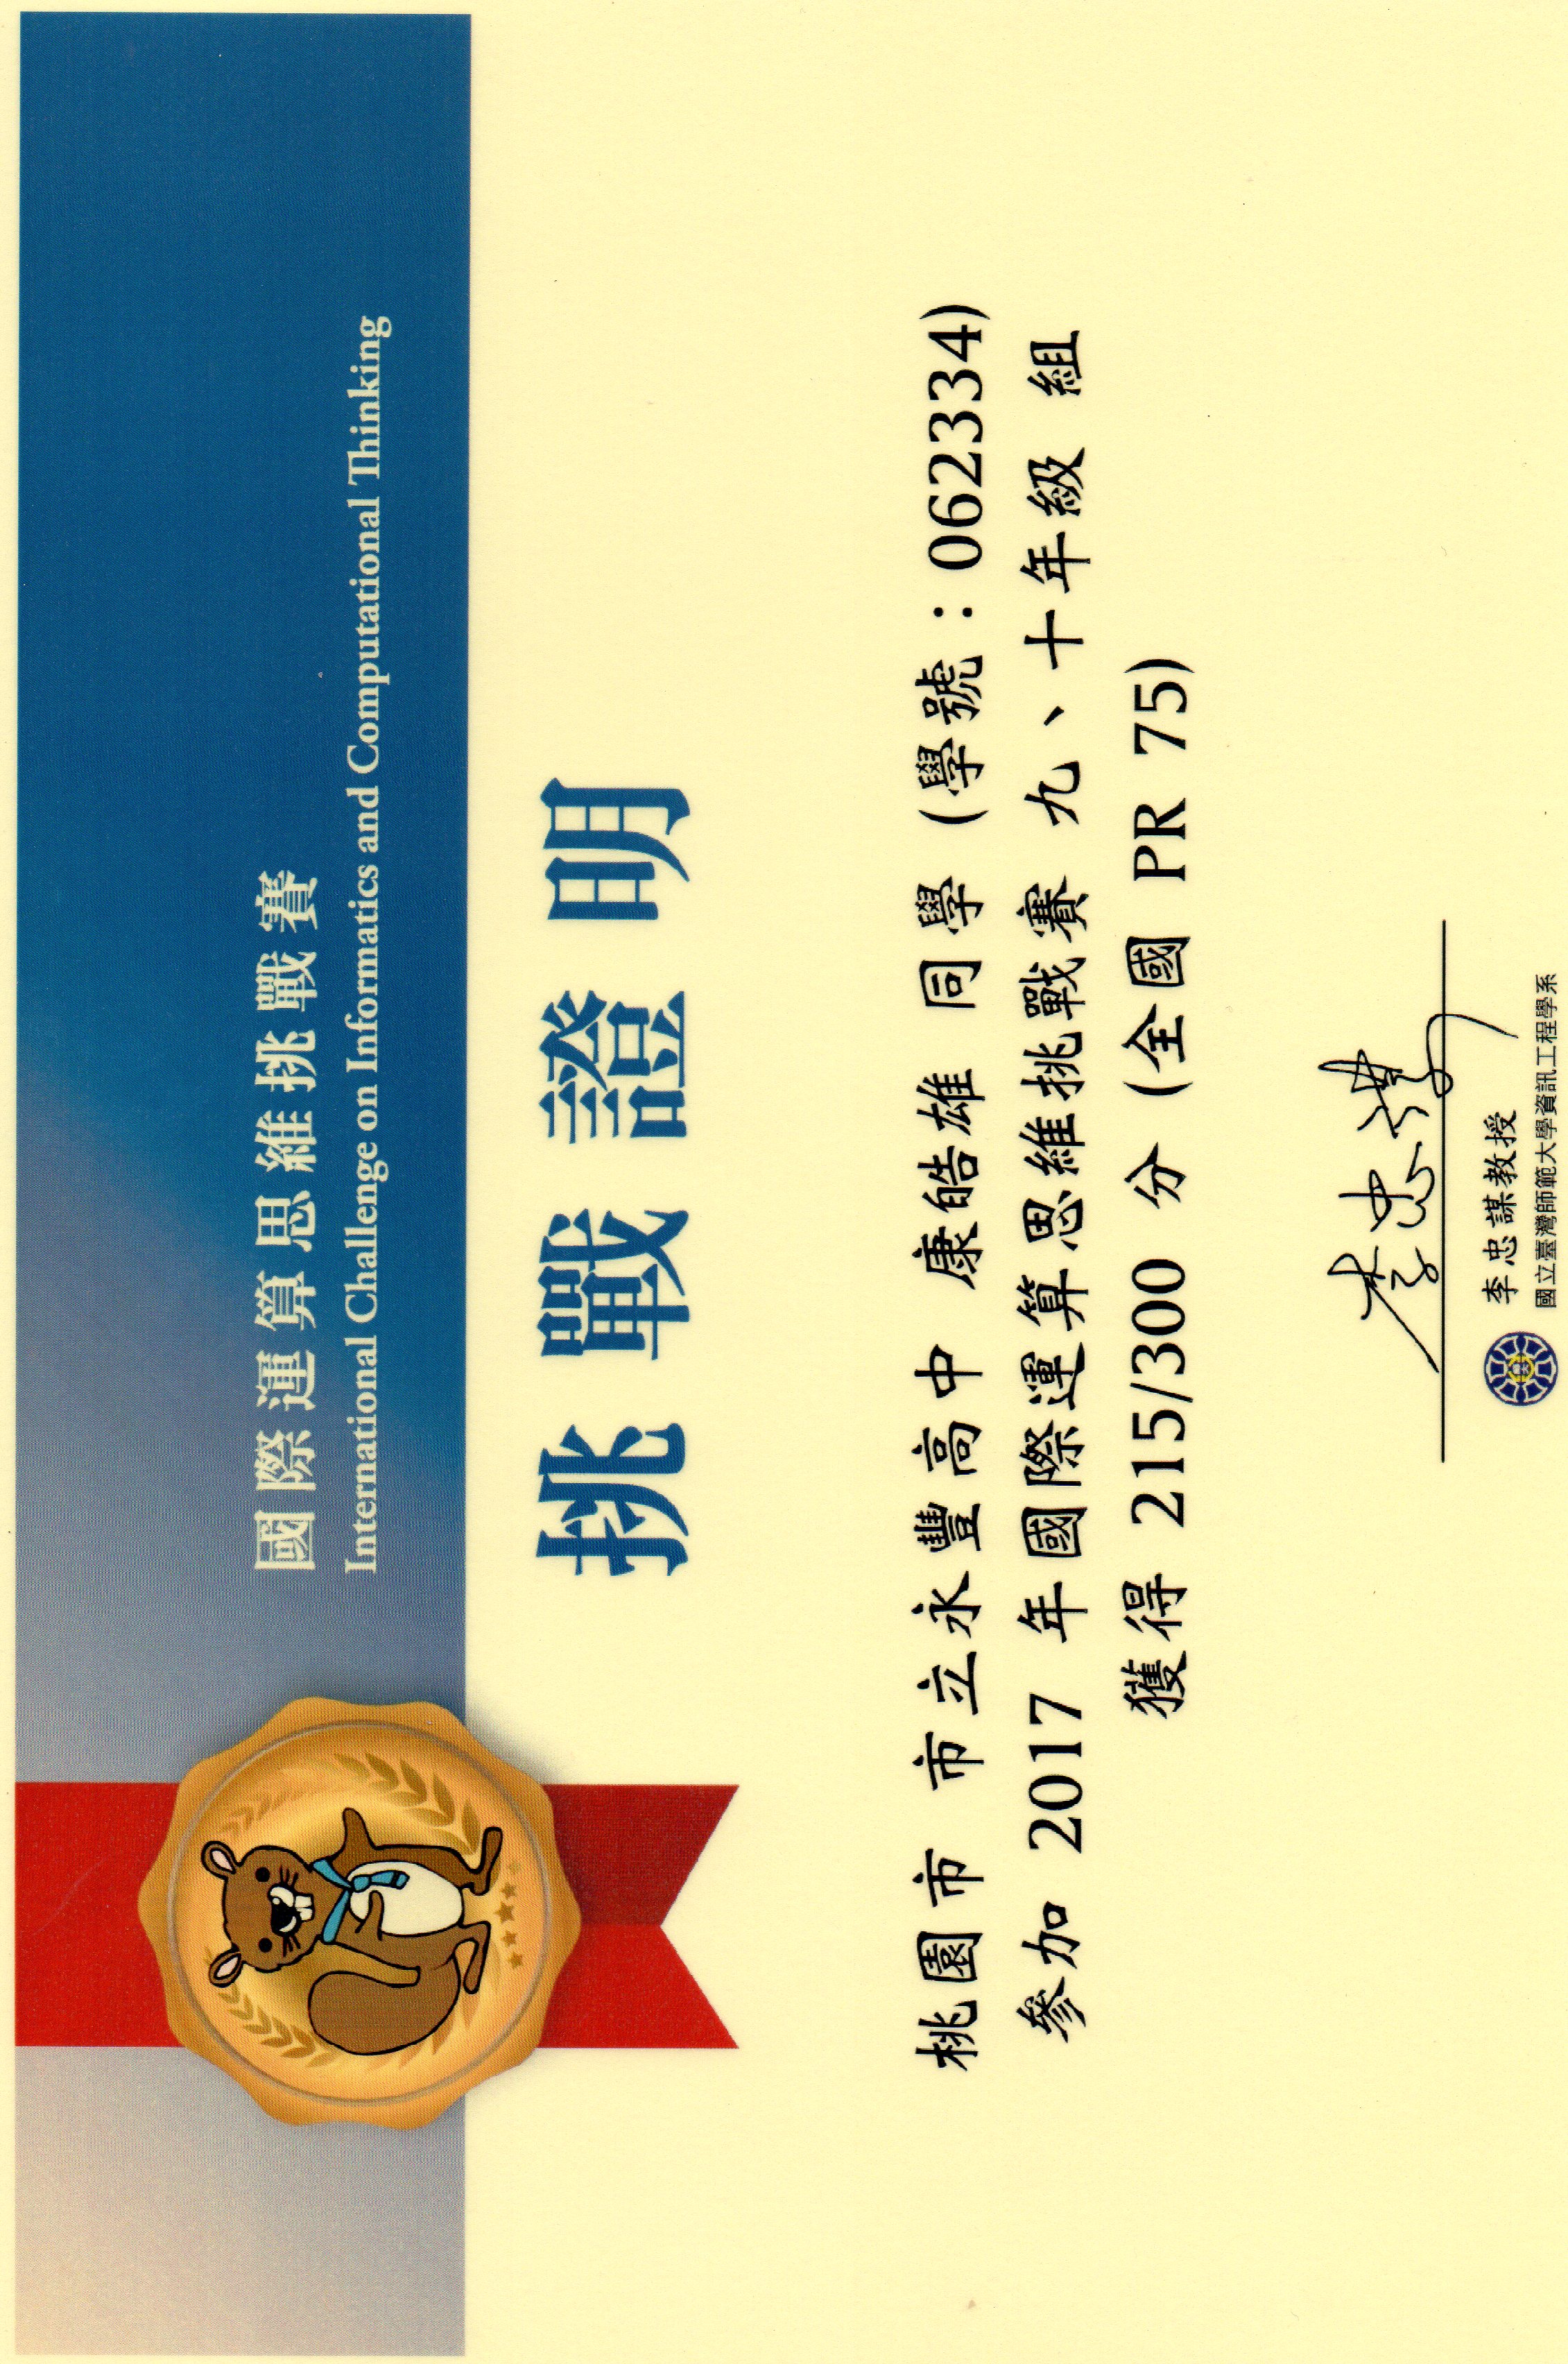 國際運算思維挑戰賽
International Challenge on Informatics and Computational Thinking
挑戰證明
桃園市 市立永豐高中 康皓雄 同學 (學號：062334)
參加 2017 年國際運算思維挑戰賽 九、十年級 組
獲得 215/300 分 (全國 PR 75)
李忠謀
李忠謀教授
國立臺灣師範大學資訊工程學系